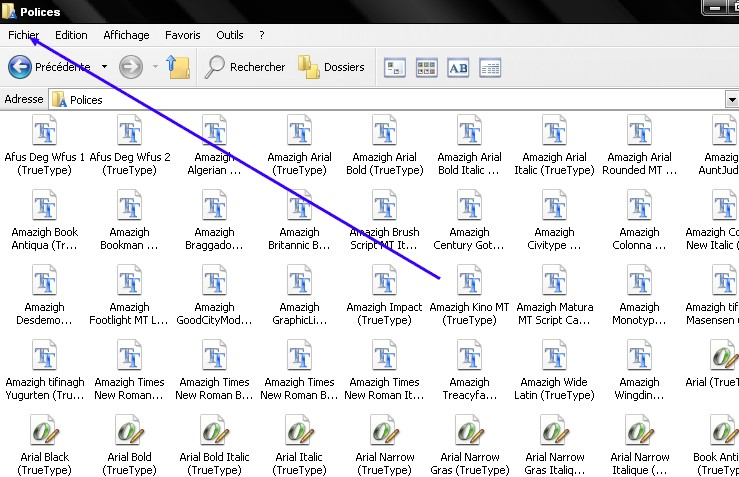 Polices
Fichier Edition Affichage Favoris Outils ?
Précédente Rechercher Dossiers
Adresse Polices
Afus Deg Wfus 1 (TrueType)
Afus Deg Wfus 2 (TrueType)
Amazigh Algerian ...
Amazigh Arial (TrueType)
Amazigh Arial Bold (TrueType)
Amazigh Arial Bold Italic ...
Amazigh Arial Italic (TrueType)
Amazigh Arial Rounded MT ...
Amazigh AuntJud
Amazigh Book Antiqua (Tr...
Amazigh Bookman ...
Amazigh Braggado...
Amazigh Britannic B...
Amazigh Brush Script MT It...
Amazigh Century Got...
Amazigh Civitype ...
Amazigh Colonna ...
Amazigh Co New Italic (
Amazigh Desdemo...
Amazigh Footlight MT L...
Amazigh GoodCityMod...
Amazigh GraphicLi...
Amazigh Impact (TrueType)
Amazigh Kino MT (TrueType)
Amazigh Matura MT Script Ca...
Amazigh Monotyp...
Amazigh tif Masensen
Amazigh tifinagh Yugurten (Tru...
Amazigh Times New Roman...
Amazigh Times New Roman B...
Amazigh Times New Roman B...
Amazigh Times New Roman It...
Amazigh Treacyfa...
Amazigh Wide Latin (TrueType)
Amazigh Wingdin...
Arial (TrueT
Arial Black (TrueType)
Arial Bold (TrueType)
Arial Bold Italic (TrueType)
Arial Italic (TrueType)
Arial Narrow (TrueType)
Arial Narrow Gras (TrueType)
Arial Narrow Gras Italiq...
Arial Narrow Italique (...
Book Anti (TrueTyp